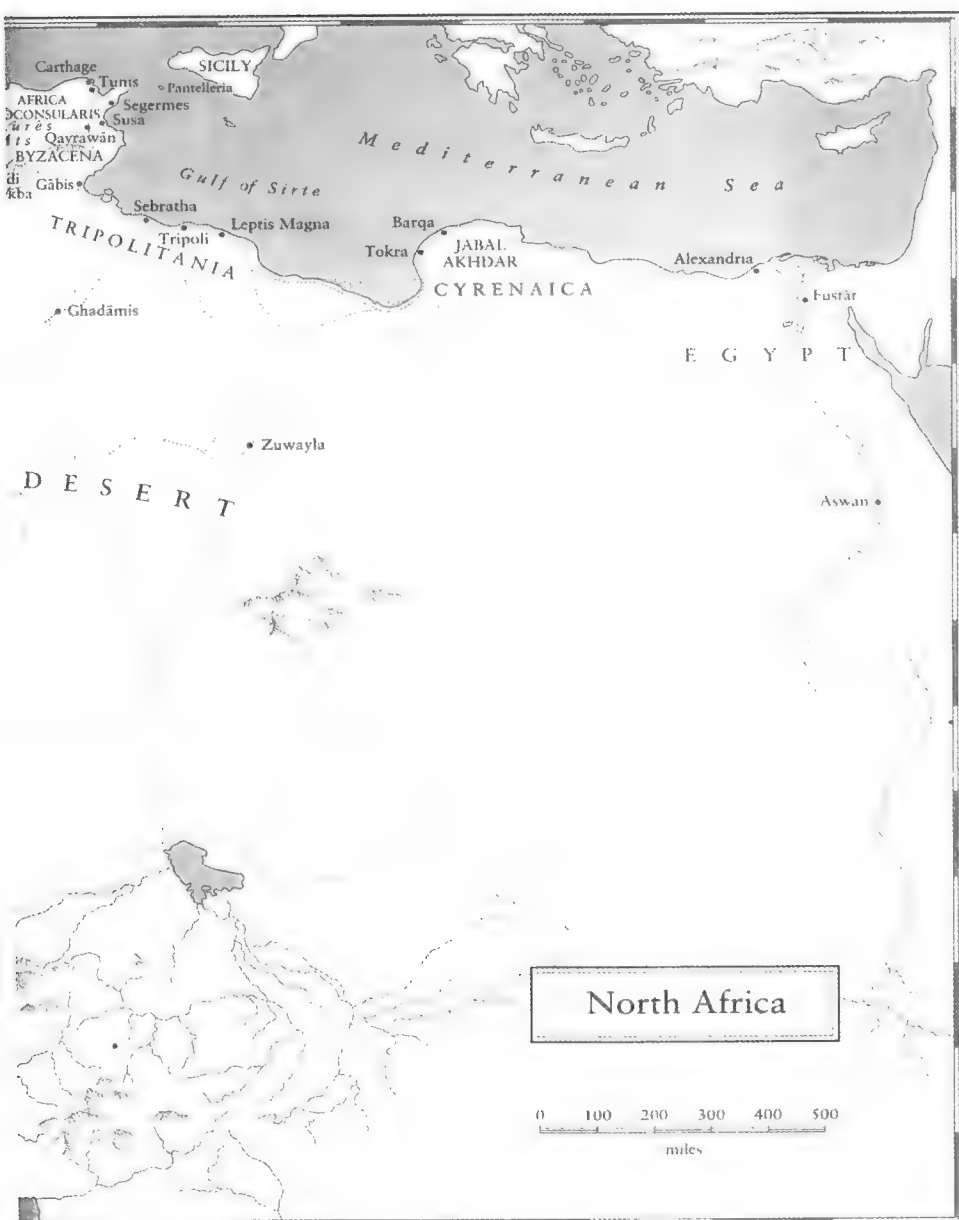 Carthage
Tunis
SICILY
Pantelleria
AFRICA
Segermes
OCONSULARIS
Susa
Qayrawān
BYZACENA
Gābis
Mediterranean Sea
Gulf of Sirte
Sebratha
Tripoli
Leptis Magna
TRIPOLITANIA
Barqa
Tokra
JABAL
AKHDAR
CYRENAICA
Alexandria
Fustāt
EGYPT
Ghadāmis
Zuwayla
DESERT
Aswan
North Africa
0 100 200 300 400 500
miles